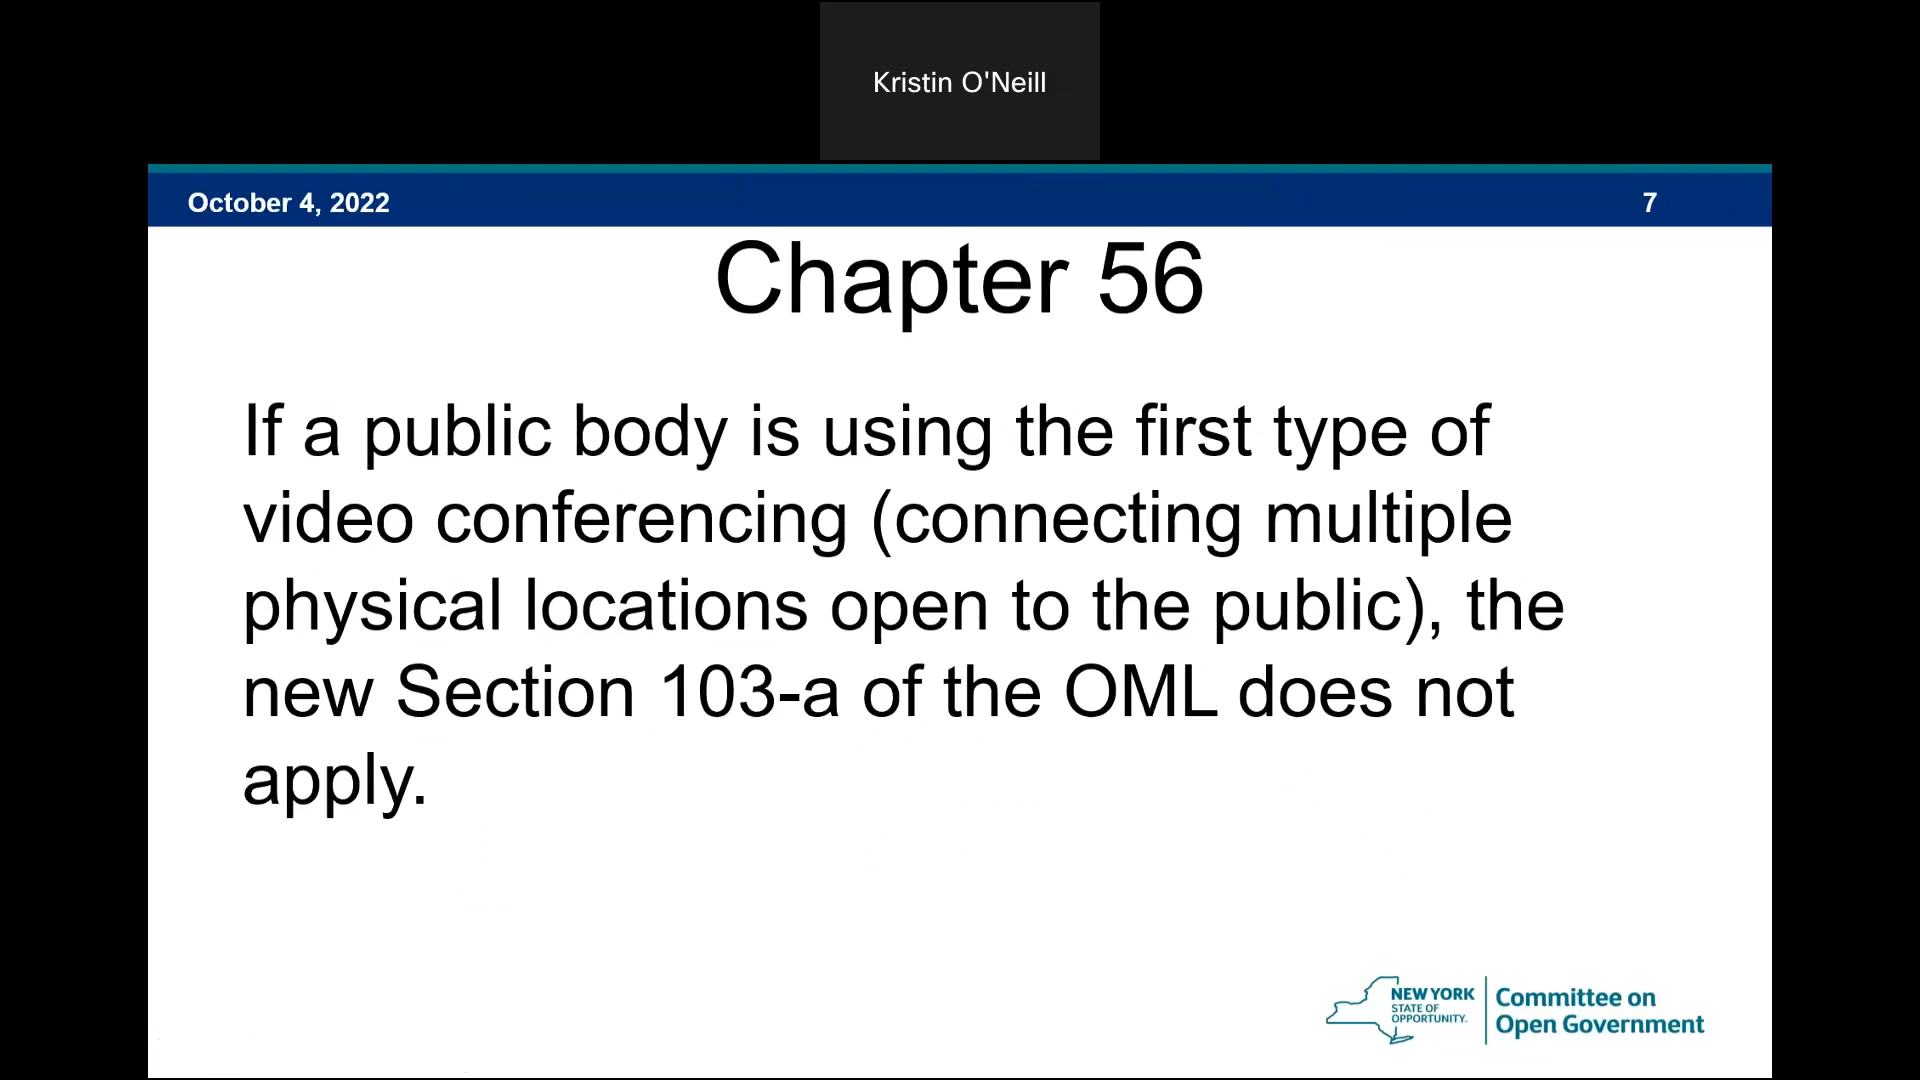 Kristin O'Neill
October 4, 2022
7
Chapter 56
If a public body is using the first type of
video conferencing (connecting multiple
physical locations open to the public), the
new Section 103-a of the OML does not
apply.
NEW YORK
STATE OF
OPPORTUNITY.
Committee on
Open Government